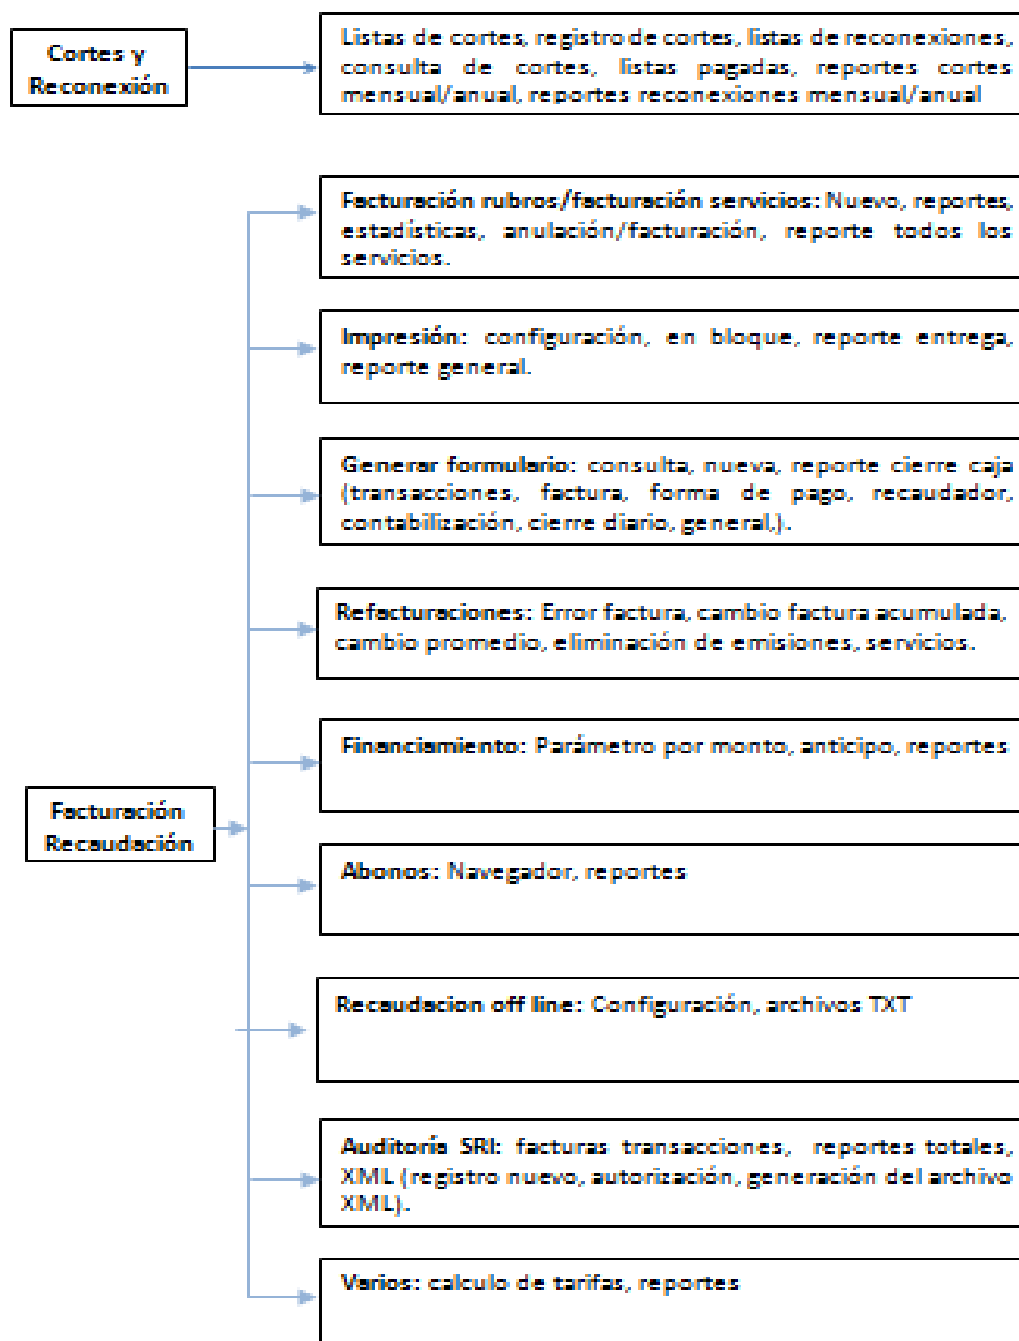 Cortes y
Reconexión
Listas de cortes, registro de cortes, listas de reconexiones,
consulta de cortes, listas pagadas, reportes cortes
mensual/anual, reportes reconexiones mensual/anual
Facturación rubros/facturación servicios: Nuevo, reportes,
estadísticas, anulación/facturación, reporte todos los
servicios.
Impresión: configuración, en bloque, reporte entrega,
reporte general.
Generar formulario: consulta, nueva, reporte cierre caja
(transacciones, factura, forma de pago, recaudador,
contabilización, cierre diario, general,).
Refacturaciones: Error factura, cambio factura acumulada,
cambio promedio, eliminación de emisiones, servicios.
Financiamiento: Parámetro por monto, anticipo, reportes
Facturación
Recaudación
Abonos: Navegador, reportes
Recaudacion off line: Configuración, archivos TXT
Auditoría SRI: facturas transacciones, reportes totales,
XML (registro nuevo, autorización, generación del archivo
XML).
Varios: calculo de tarifas, reportes